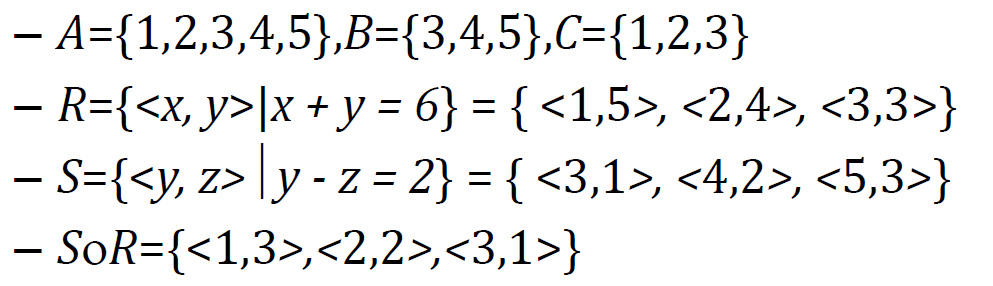 – A={1,2,3,4,5},B={3,4,5},C={1,2,3}
– R={<x, y>|x + y = 6} = { <1,5>, <2,4>, <3,3>}
– S={<y, z>|y - z = 2} = { <3,1>, <4,2>, <5,3>}
– SoR={<1,3>,<2,2>,<3,1>}